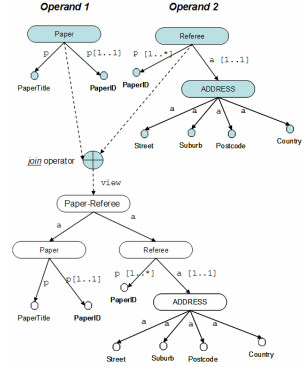 Operand 1 Operand 2
Paper Referee
p p[1..1] p [1..*] a [1..1]
PaperTitle PaperID PaperID ADDRESS
a a a a
Street Suburb Postcode Country
join operator
view
Paper-Referee
a a
Paper Referee
p p[1..1] p [1..*] a [1..1]
PaperTitle PaperID PaperID ADDRESS
a a a a
Street Suburb Postcode Country